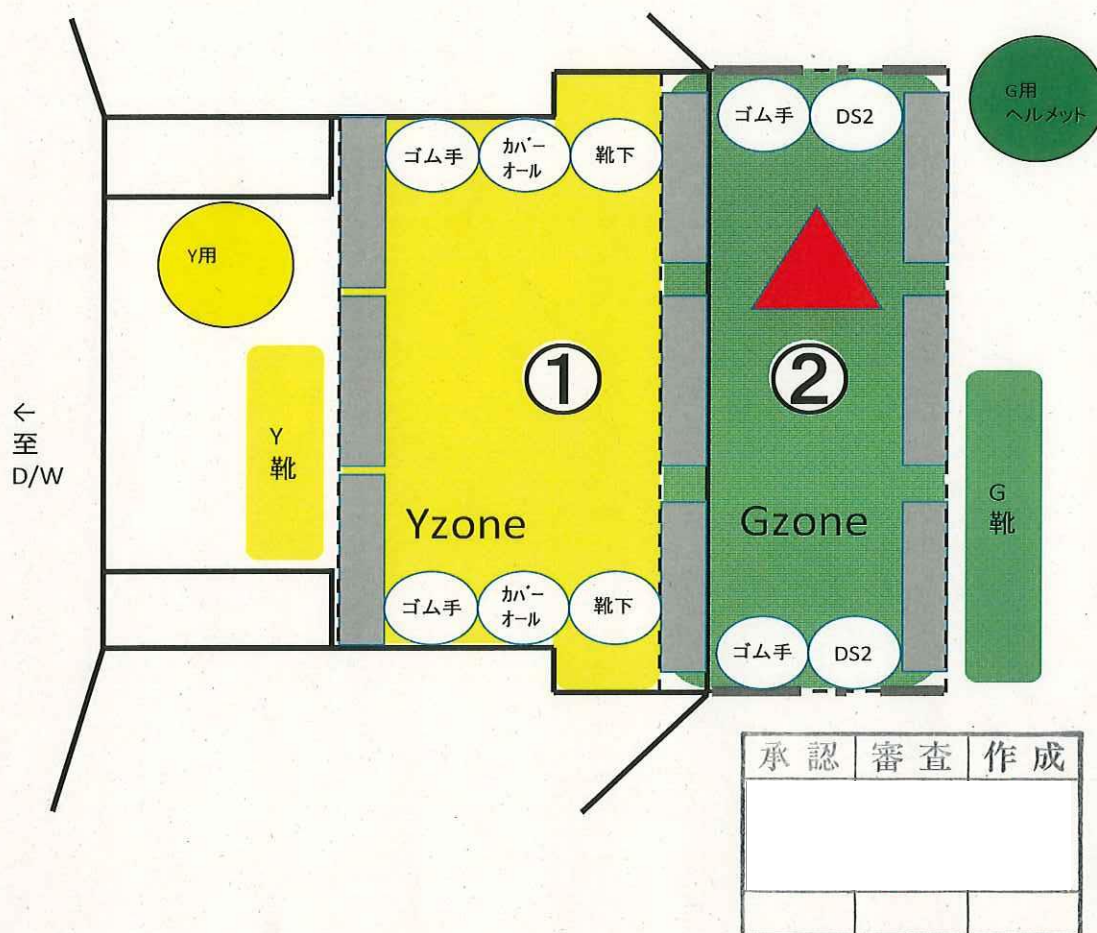 G用
ヘルメット
ゴム手
DS2
ゴム手
カバー
オール
靴下
Y用
①
②
←
至
D/W
Y
靴
G
靴
Yzone
Gzone
ゴム手
カバー
オール
靴下
ゴム手
DS2
承認 審査 作成